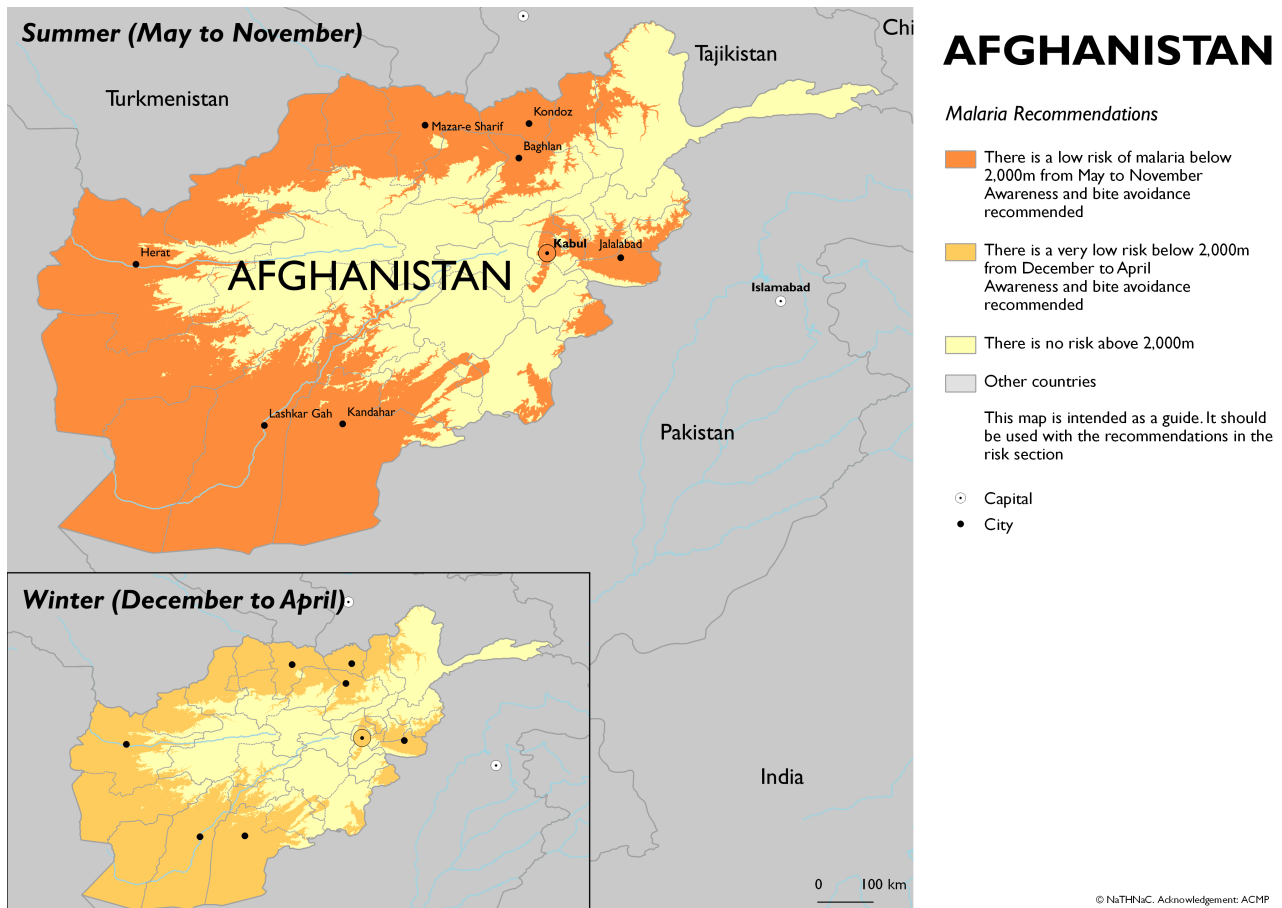 Summer (May to November)
Chi
Tajikistan
Turkmenistan
Kondoz
Mazar-e Sharif
Baghlan
Kabul
Jalalabad
Herat
AFGHANISTAN
Islamabad
Lashkar Gah
Kandahar
Pakistan
Winter (December to April)
India
0 100 km
AFGHANISTAN
Malaria Recommendations
There is a low risk of malaria below
2,000m from May to November
Awareness and bite avoidance
recommended
There is a very low risk below 2,000m
from December to April
Awareness and bite avoidance
recommended
There is no risk above 2,000m
Other countries
This map is intended as a guide. It should
be used with the recommendations in the
risk section
Capital
City
© NaTHNaC. Acknowledgement: ACMP